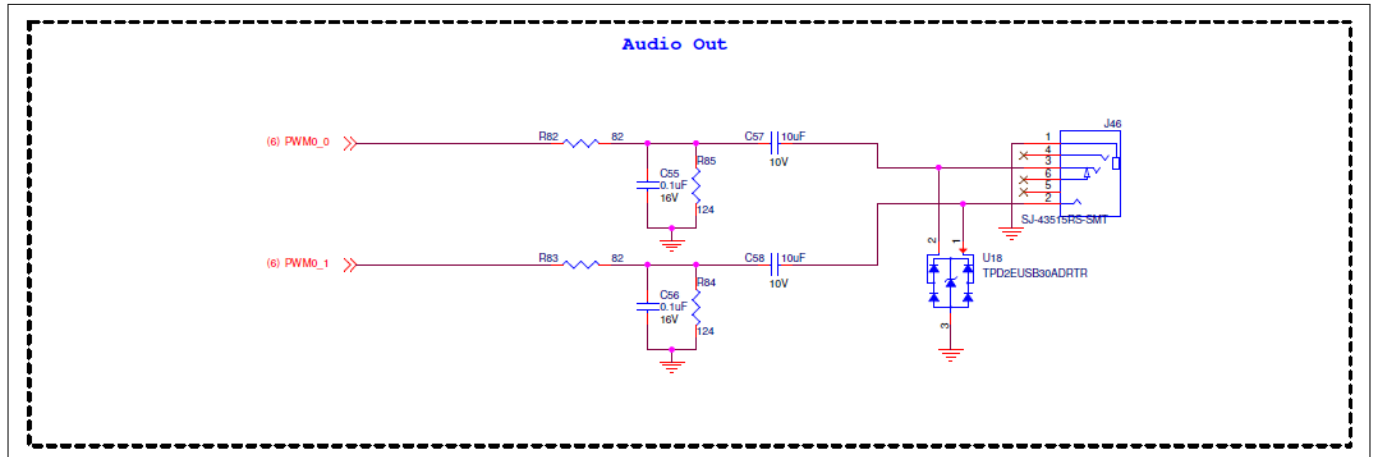 Audio Out
J46
(6) PWM0_0
R82 82
C57 10uF
10V
1
4
3
6
5
2
C55
0.1uF
16V
R85
124
SJ-43515RS-SMT
(6) PWM0_1
R83 82
C58 10uF
10V
2
1
U18
TPD2EUSB30ADRTR
C56
0.1uF
16V
R84
124
3